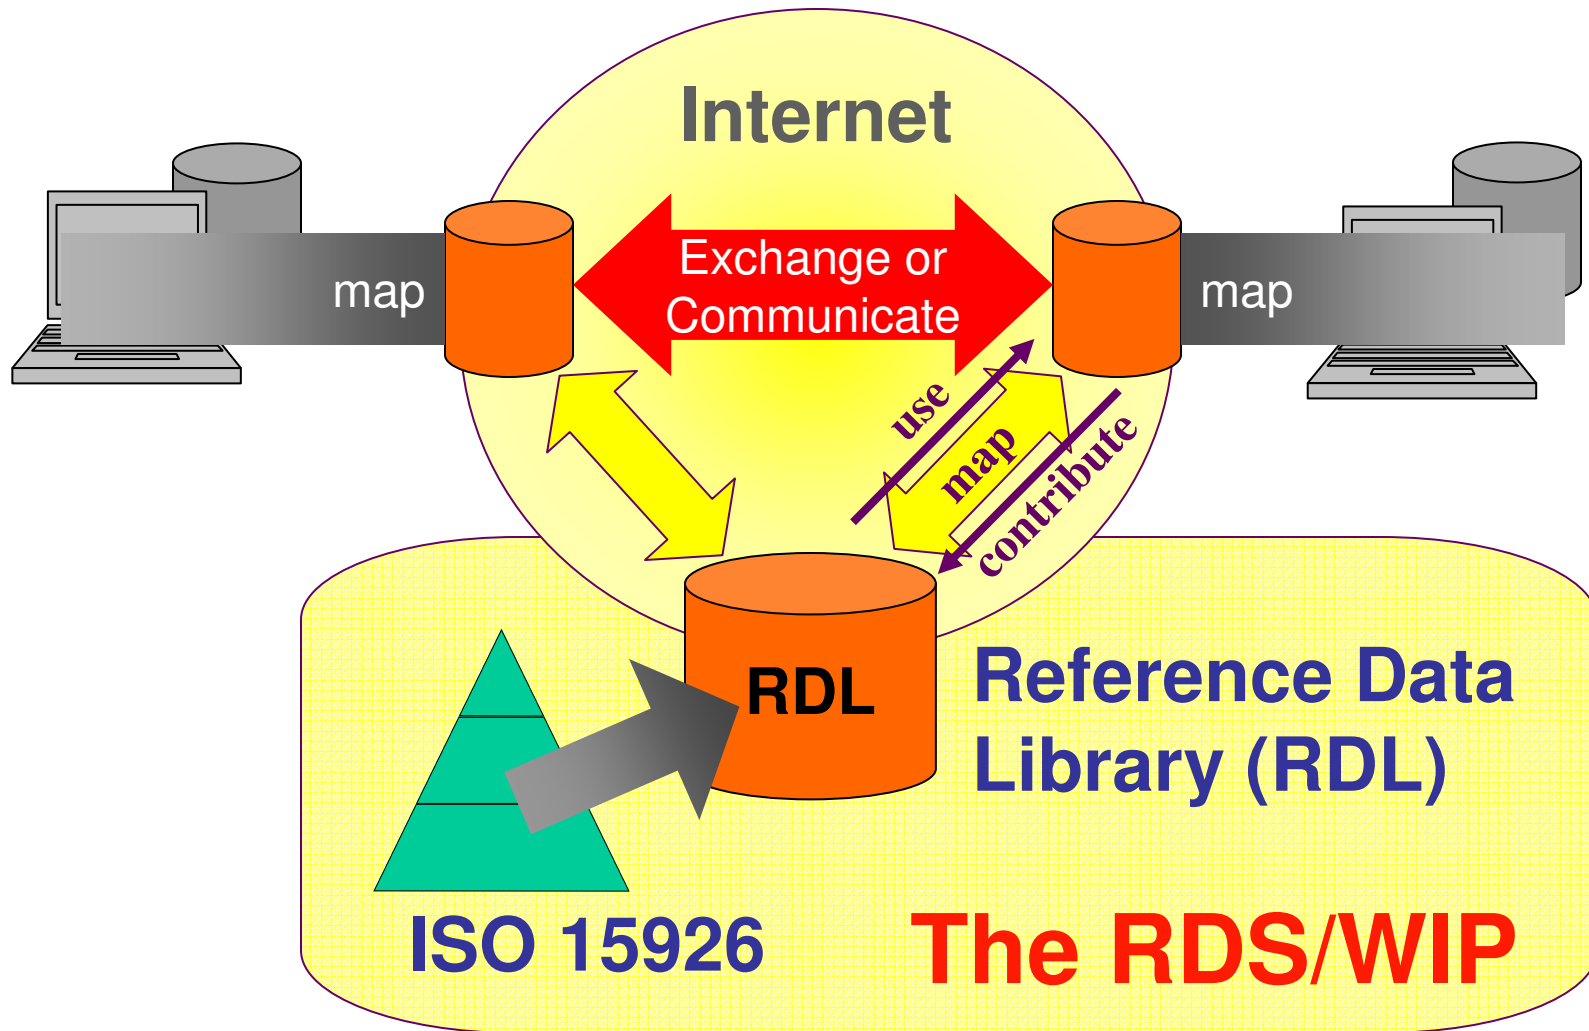 Internet
map
Exchange or
Communicate
map
use
map
contribute
RDL
Reference Data
Library (RDL)
ISO 15926
The RDS/WIP